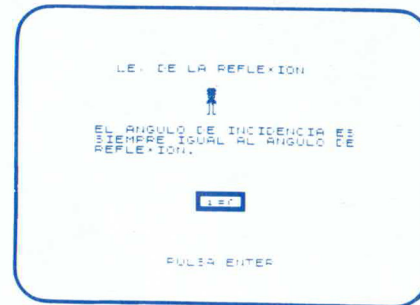 LEY DE LA REFLEXION
EL ANGULO DE INCIDENCIA ES
SIEMPRE IGUAL AL ANGULO DE
REFLEXION.
i = r
PULSA ENTER